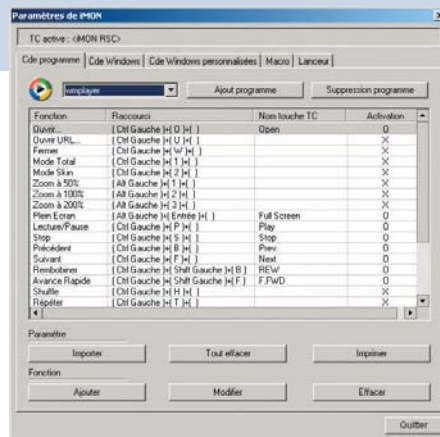 Paramètres de iMON
TC active : <iMON RSC>
Cde programme Cde Windows Cde Windows personnalisées Macro Lanceur
wmplayer Ajout programme Suppression programme
Fonction Raccourci Nom touche TC Activation
Ouvrir... [ Ctrl Gauche ]+[ O ]+[ ] Open O
Ouvrir URL... [ Ctrl Gauche ]+[ U ]+[ ] X
Fermer [ Ctrl Gauche ]+[ W ]+[ ] X
Mode Total [ Ctrl Gauche ]+[ 1 ]+[ ] X
Mode Skin [ Ctrl Gauche ]+[ 2 ]+[ ] X
Zoom à 50% [ Alt Gauche ]+[ 1 ]+[ ] X
Zoom à 100% [ Alt Gauche ]+[ 2 ]+[ ] X
Zoom à 200% [ Alt Gauche ]+[ 3 ]+[ ] X
Plein Ecran [ Alt Gauche ]+[ Entrée ]+[ ] Full Screen O
Lecture/Pause [ Ctrl Gauche ]+[ P ]+[ ] Play O
Stop [ Ctrl Gauche ]+[ S ]+[ ] Stop O
Précédent [ Ctrl Gauche ]+[ B ]+[ ] Prev. O
Suivant [ Ctrl Gauche ]+[ F ]+[ ] Next O
Rembobiner [ Ctrl Gauche ]+[ Shift Gauche ]+[ B ] REW O
Avance Rapide [ Ctrl Gauche ]+[ Shift Gauche ]+[ F ] F.FWD O
Shuffle [ Ctrl Gauche ]+[ H ]+[ ] X
Répéter [ Ctrl Gauche ]+[ T ]+[ ] X
Paramètre
Importer Tout effacer Imprimer
Fonction
Ajouter Modifier Effacer
Quitter